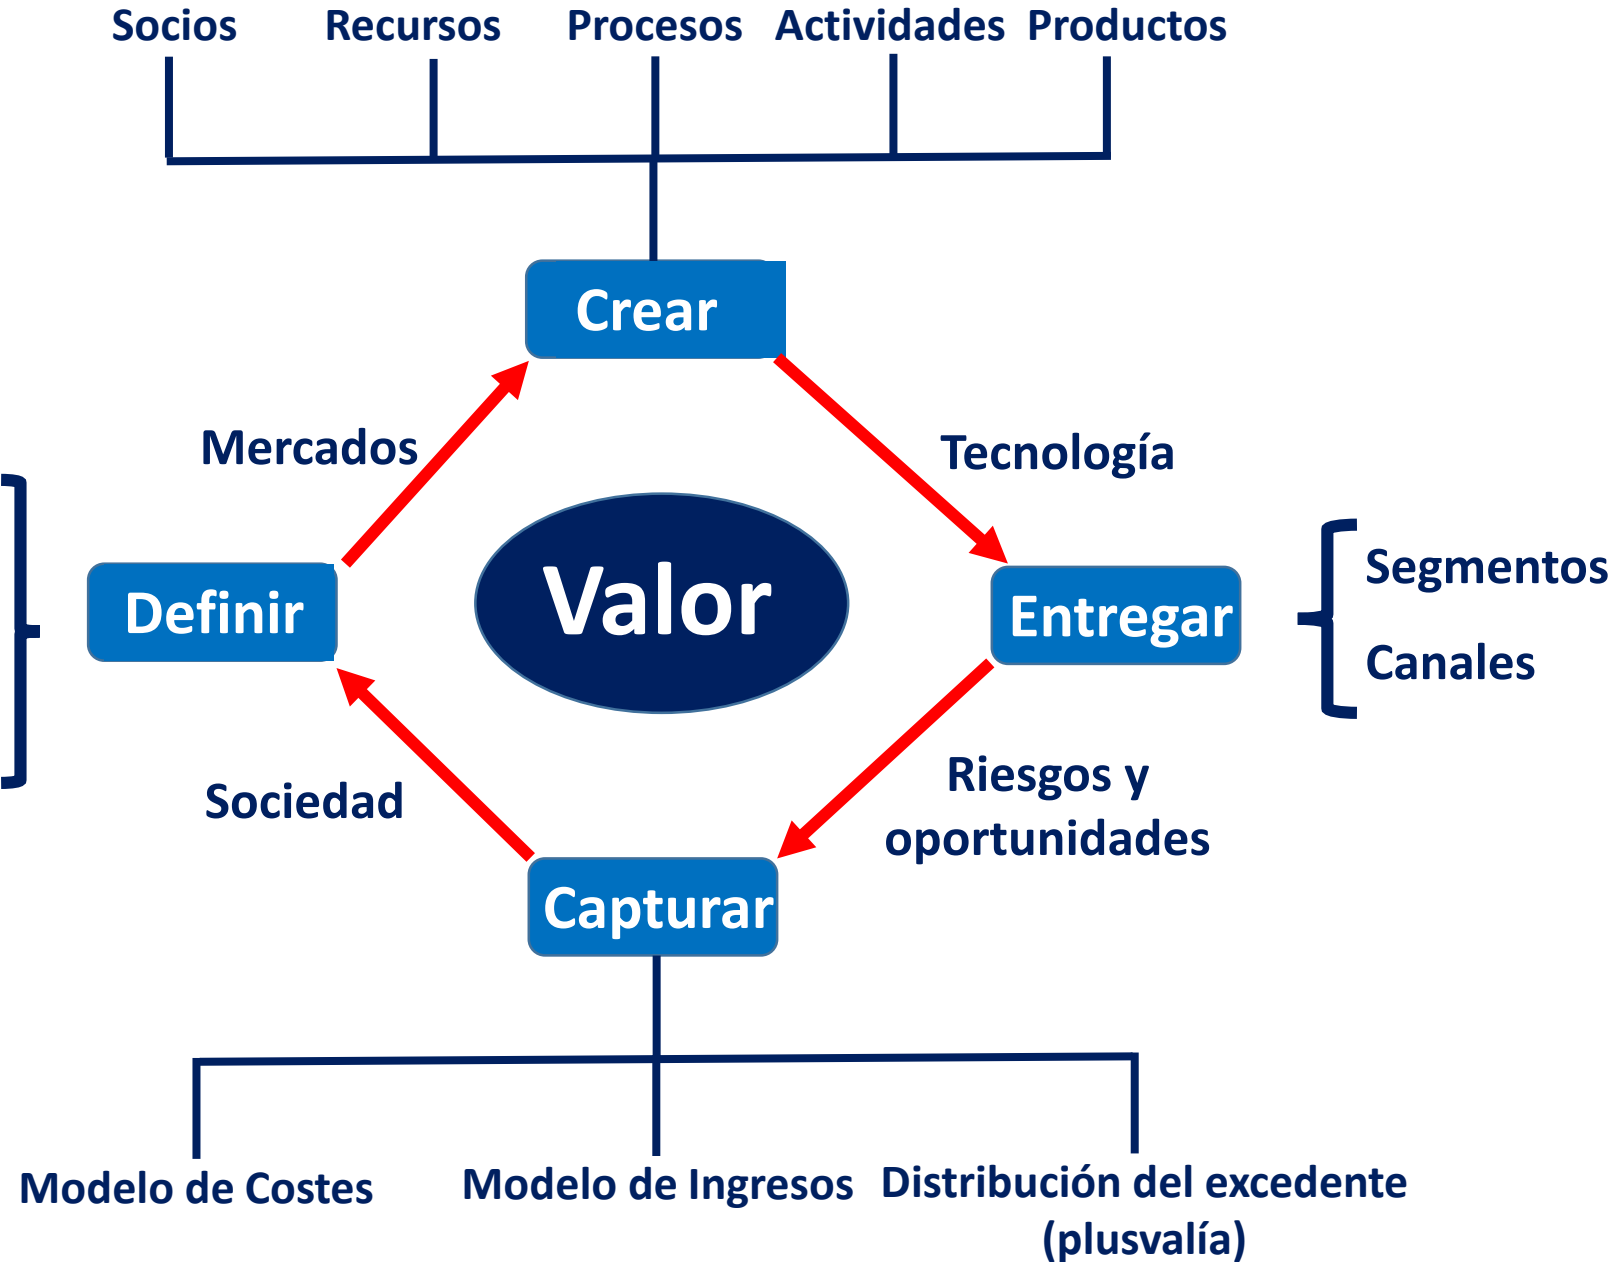 Socios Recursos Procesos Actividades Productos
Crear
Mercados
Tecnología
Valor
Definir
Entregar
Segmentos
Canales
Sociedad
Riesgos y
oportunidades
Capturar
Modelo de Costes
Modelo de Ingresos
Distribución del excedente
(plusvalía)